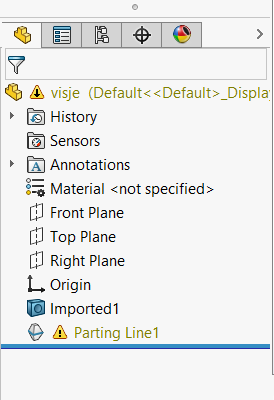 visje (Default<<Default>_Displa
History
Sensors
Annotations
Material <not specified>
Front Plane
Top Plane
Right Plane
Origin
Imported1
Parting Line1